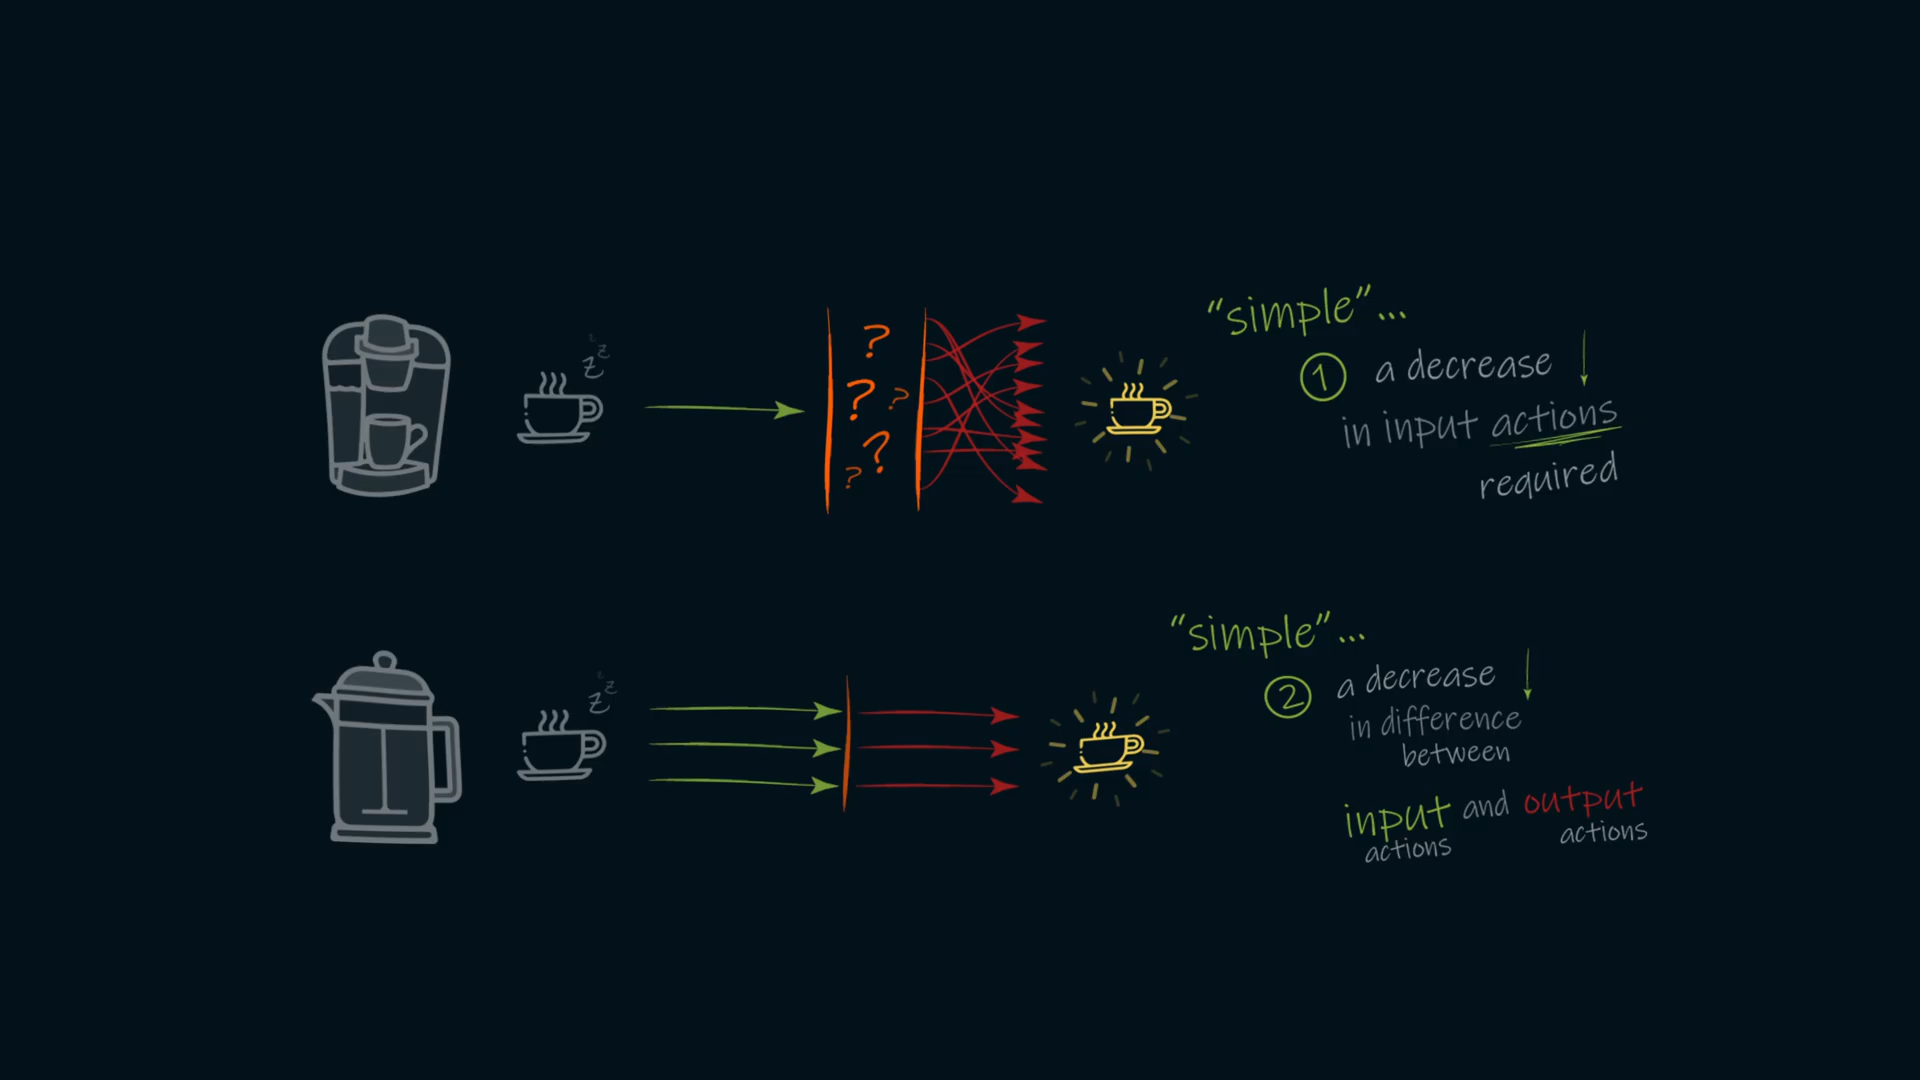 z z z
? ? ? ? ?
"simple"...
1 a decrease
in input actions
required
z z z
"simple"...
2 a decrease
in difference
between
input and output
actions actions